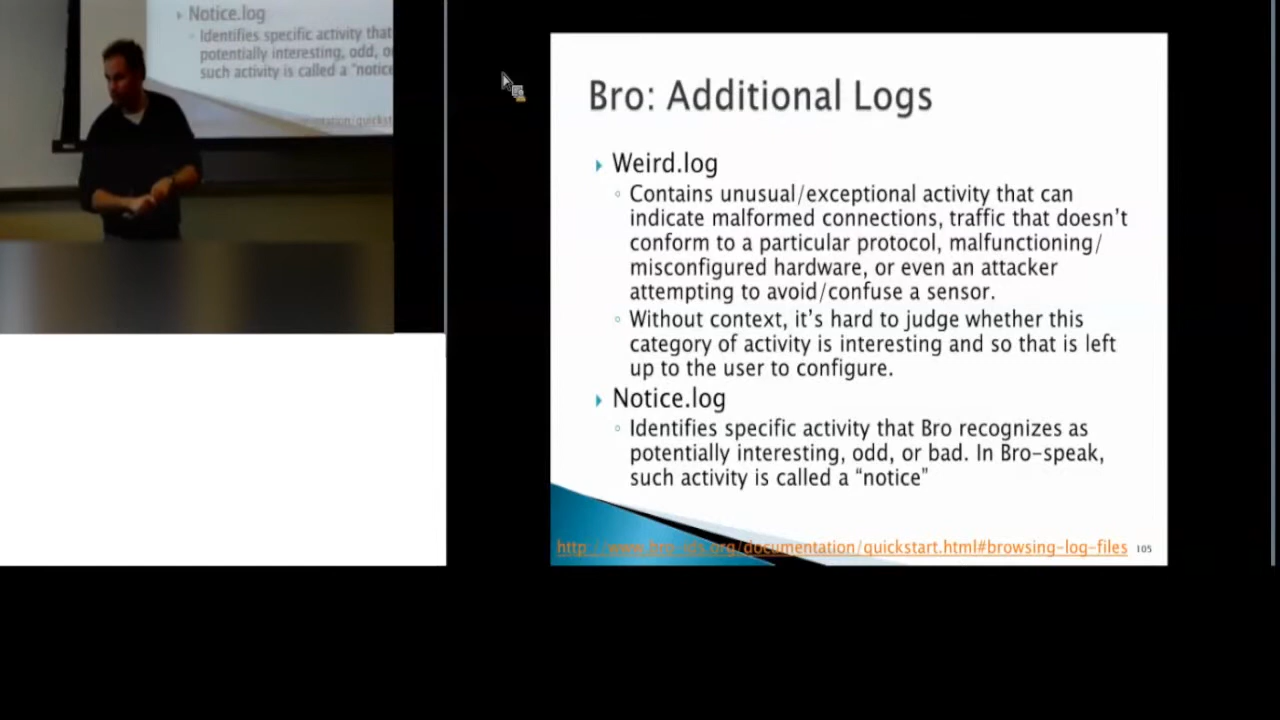 Notice.log
Identifies specific activity that
potentially interesting, odd, o
such activity is called a “notice
Bro: Additional Logs
Weird.log
Contains unusual/exceptional activity that can
indicate malformed connections, traffic that doesn’t
conform to a particular protocol, malfunctioning/
misconfigured hardware, or even an attacker
attempting to avoid/confuse a sensor.
Without context, it’s hard to judge whether this
category of activity is interesting and so that is left
up to the user to configure.
Notice.log
Identifies specific activity that Bro recognizes as
potentially interesting, odd, or bad. In Bro-speak,
such activity is called a “notice”
http://www.bro-ids.org/documentation/quickstart.html#browsing-log-files
105